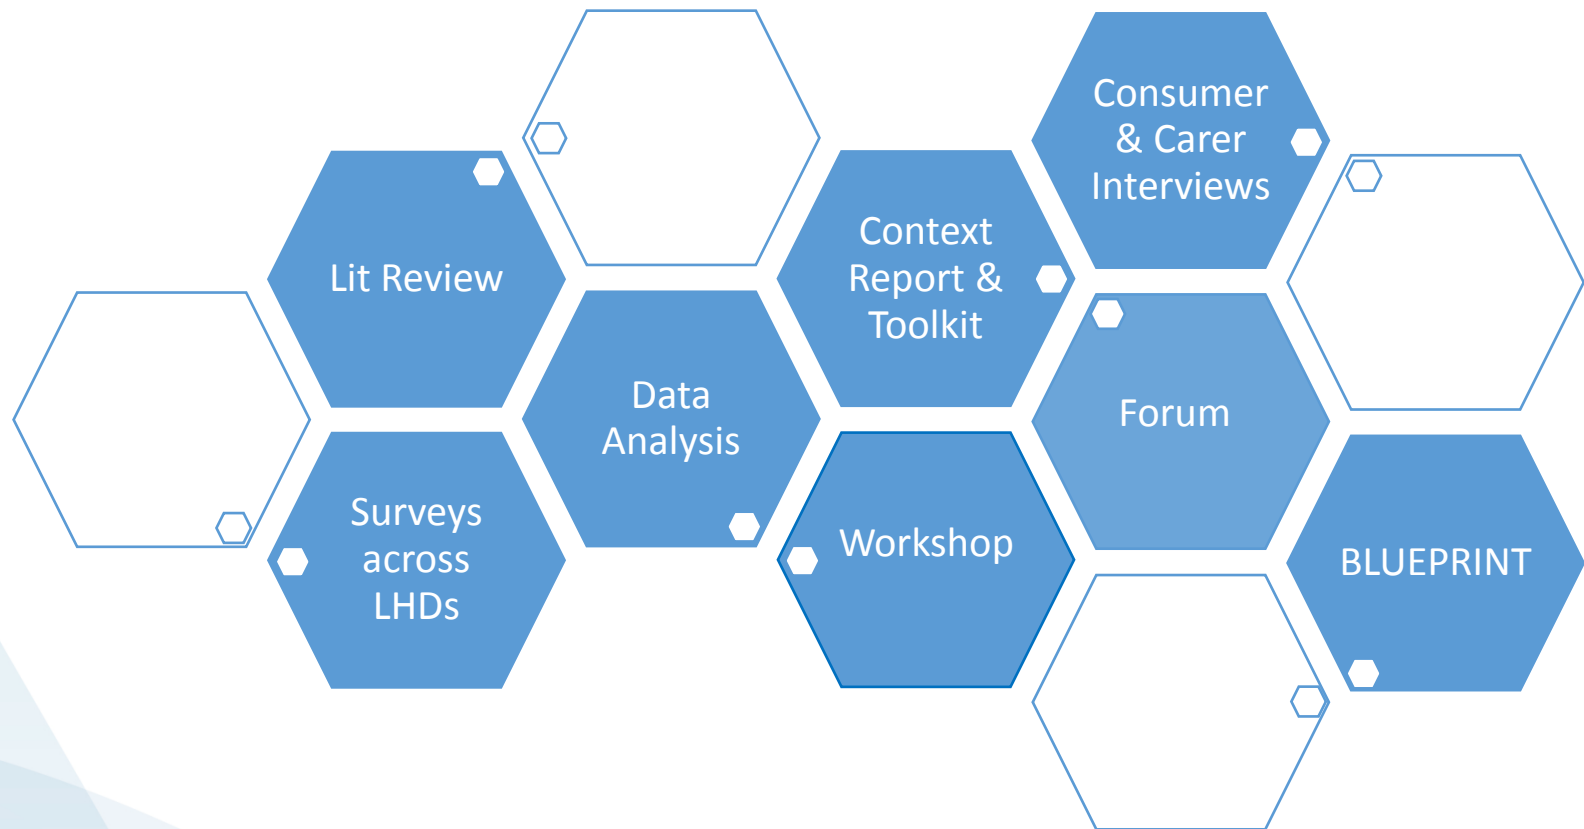 Lit Review
Surveys
across
LHDs
Data
Analysis
Context
Report &
Toolkit
Workshop
Consumer
& Carer
Interviews
Forum
BLUEPRINT